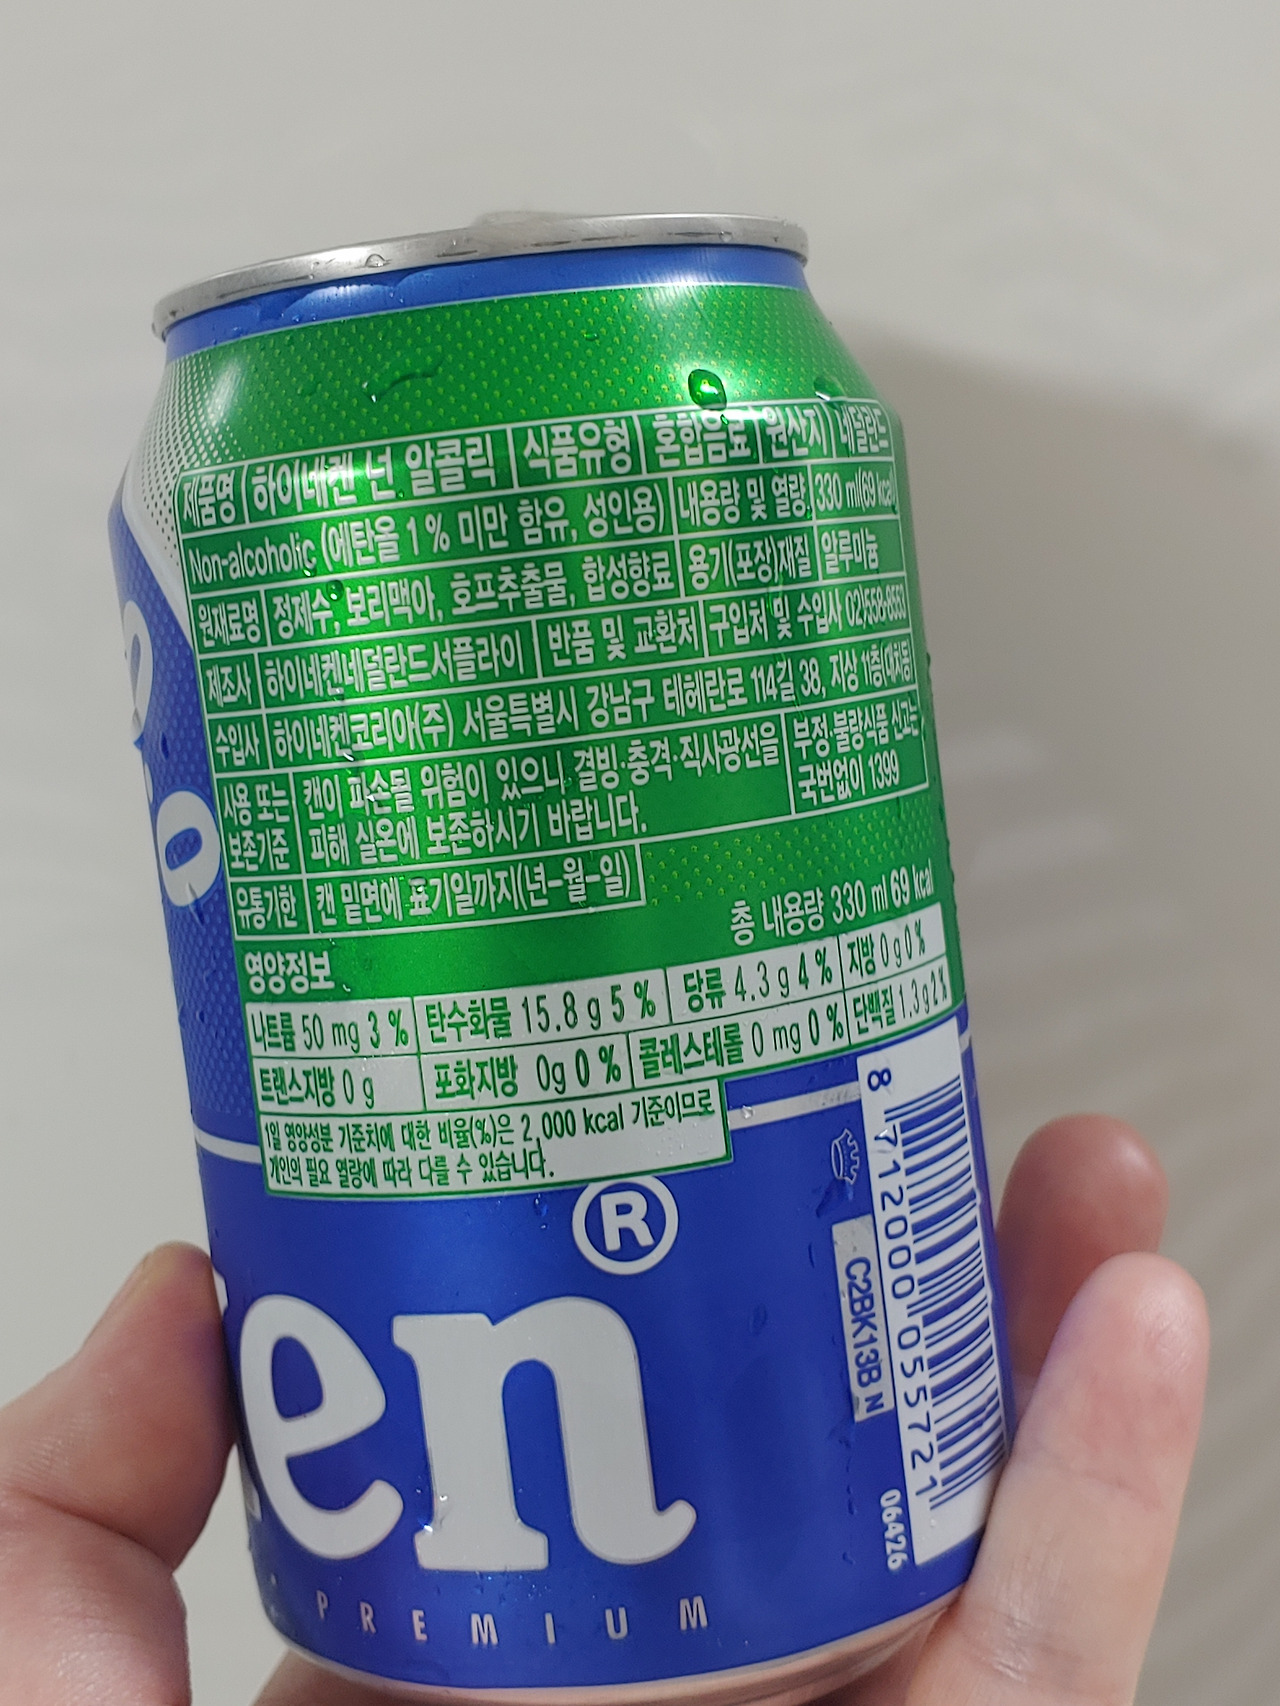 제품명 하이네켄 넌 알콜릭 식품유형 혼합음료 원산지 네덜란드
Non-alcoholic (에탄올 1% 미만 함유, 성인용) 내용량 및 열량 330 ml(69 kcal)
원재료명 정제수, 보리맥아, 호프추출물, 합성향료 용기(포장)재질 알루미늄
제조사 하이네켄네덜란드서플라이 반품 및 교환처 구입처 및 수입사 02)558-8553
수입사 하이네켄코리아(주) 서울특별시 강남구 테헤란로 114길 38, 지상 11층(대치동)
사용 또는 보존기준 캔이 파손될 위험이 있으니 결빙·충격·직사광선을
피해 실온에 보존하시기 바랍니다.
부정·불량식품 신고는
국번없이 1399
유통기한 캔 밑면에 표기일까지(년-월-일)
영양정보 총 내용량 330 ml 69 kcal
나트륨 50 mg 3 % 탄수화물 15.8 g 5 % 당류 4.3 g 4 % 지방 0 g 0 %
트랜스지방 0 g 포화지방 0g 0 % 콜레스테롤 0 mg 0 % 단백질 1.3 g 2 %
1일 영양성분 기준치에 대한 비율(%)은 2,000 kcal 기준이므로
개인의 필요 열량에 따라 다를 수 있습니다.
®
en
PREMIUM
8 712000 055721
C2BK13B N
06426